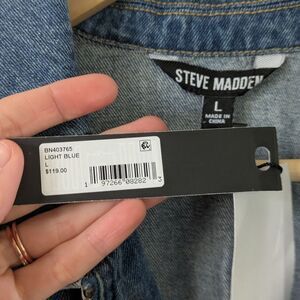 STEVE MADDEN
L
MADE IN
CHINA
BN403765
LIGHT BLUE
L
$119.00
1 97266 08282 3